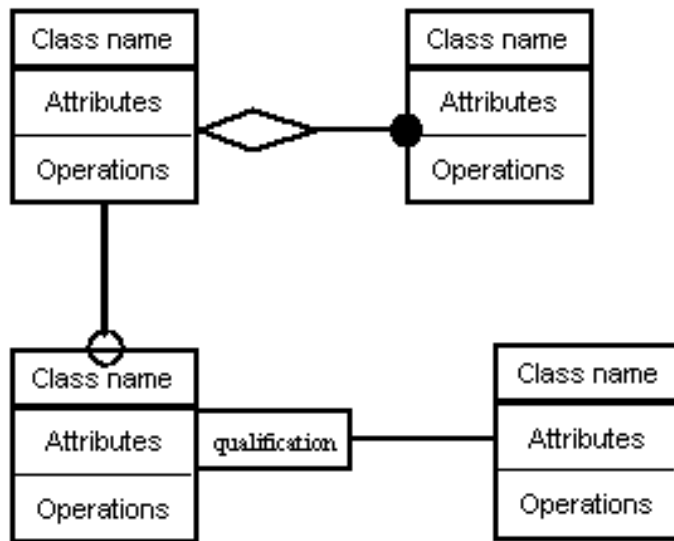 Class name
Attributes
Operations
Class name
Attributes
Operations
Class name
Attributes
Operations
qualification
Class name
Attributes
Operations